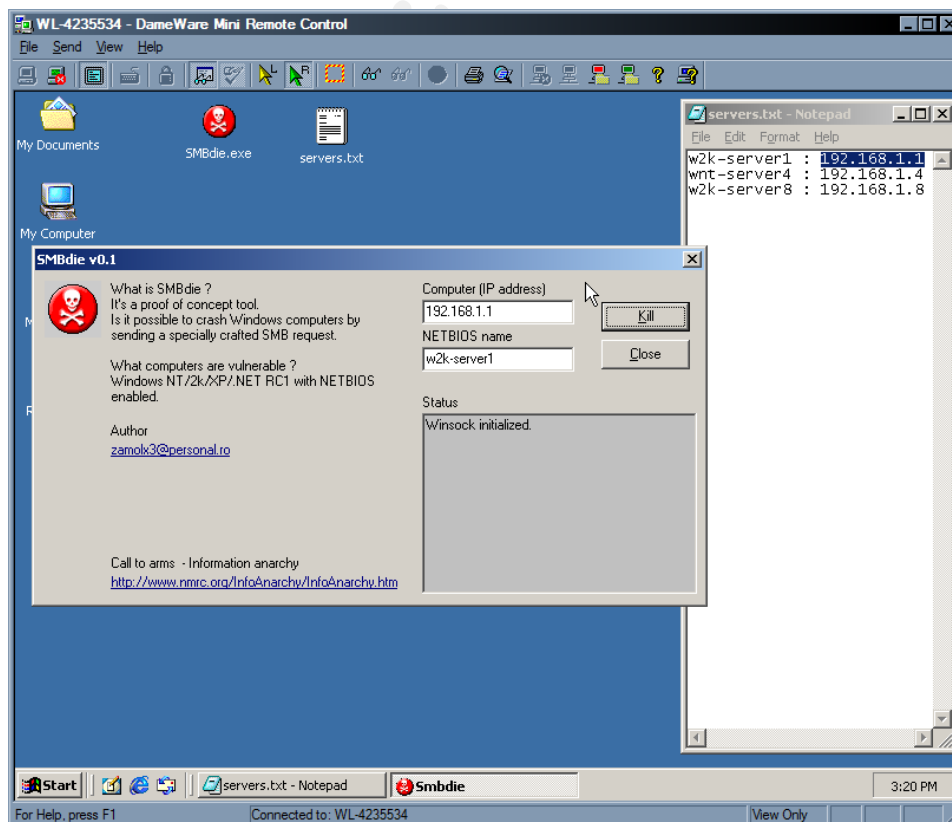 WL-4235534 - DameWare Mini Remote Control
File Send View Help
My Documents
SMBdie.exe
servers.txt
My Computer
servers.txt - Notepad
File Edit Format Help
w2k-server1 : 192.168.1.1
wnt-server4 : 192.168.1.4
w2k-server8 : 192.168.1.8
SMBdie v0.1
What is SMBdie ?
It's a proof of concept tool.
Is it possible to crash Windows computers by
sending a specially crafted SMB request.
What computers are vulnerable ?
Windows NT/2k/XP/.NET RC1 with NETBIOS
enabled.
Author
zamolx3@personal.ro
Call to arms - Information anarchy
http://www.nmrc.org/InfoAnarchy/InfoAnarchy.htm
Computer (IP address)
192.168.1.1
NETBIOS name
w2k-server1
Kill
Close
Status
Winsock initialized.
Start
servers.txt - Notepad
Smbdie
3:20 PM
For Help, press F1
Connected to: WL-4235534
View Only